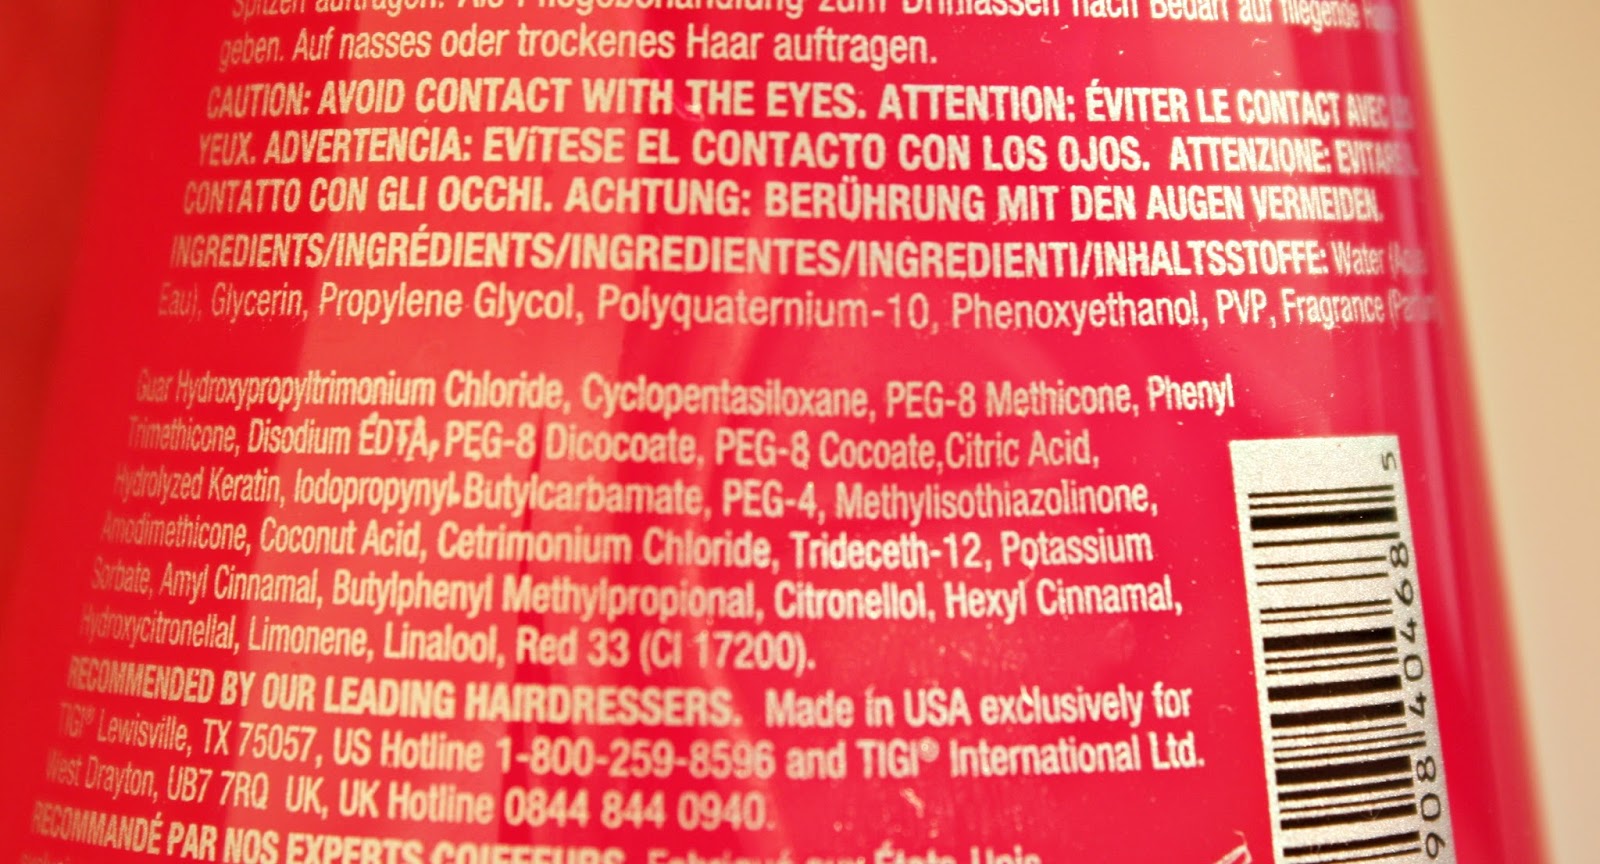 Spitzen auftragen. Als Pflegebehandlung zum Drinlassen nach Bedarf auf fliegende
geben. Auf nasses oder trockenes Haar auftragen.
CAUTION: AVOID CONTACT WITH THE EYES. ATTENTION: ÉVITER LE CONTACT AVEC LES
YEUX. ADVERTENCIA: EVÍTESE EL CONTACTO CON LOS OJOS. ATTENZIONE: EVITARE IL
CONTATTO CON GLI OCCHI. ACHTUNG: BERÜHRUNG MIT DEN AUGEN VERMEIDEN.
INGREDIENTS/INGRÉDIENTS/INGREDIENTES/INGREDIENTI/INHALTSSTOFFE: Water (Aqua
Eau), Glycerin, Propylene Glycol, Polyquaternium-10, Phenoxyethanol, PVP, Fragrance (Parfum
Guar Hydroxypropyltrimonium Chloride, Cyclopentasiloxane, PEG-8 Methicone, Phenyl
Trimethicone, Disodium EDTA, PEG-8 Dicocoate, PEG-8 Cocoate, Citric Acid,
Hydrolyzed Keratin, Iodopropynyl Butylcarbamate, PEG-4, Methylisothiazolinone,
Amodimethicone, Coconut Acid, Cetrimonium Chloride, Trideceth-12, Potassium
Sorbate, Amyl Cinnamal, Butylphenyl Methylpropional, Citronellol, Hexyl Cinnamal,
Hydroxycitronellal, Limonene, Linalool, Red 33 (CI 17200).
RECOMMENDED BY OUR LEADING HAIRDRESSERS. Made in USA exclusively for
TIGI® Lewisville, TX 75057, US Hotline 1-800-259-8596 and TIGI® International Ltd.
West Drayton, UB7 7RQ UK, UK Hotline 0844 844 0940.
RECOMMANDÉ PAR NOS EXPERTS COIFFEURS. Fabriqué aux États-Unis
908 40468 5